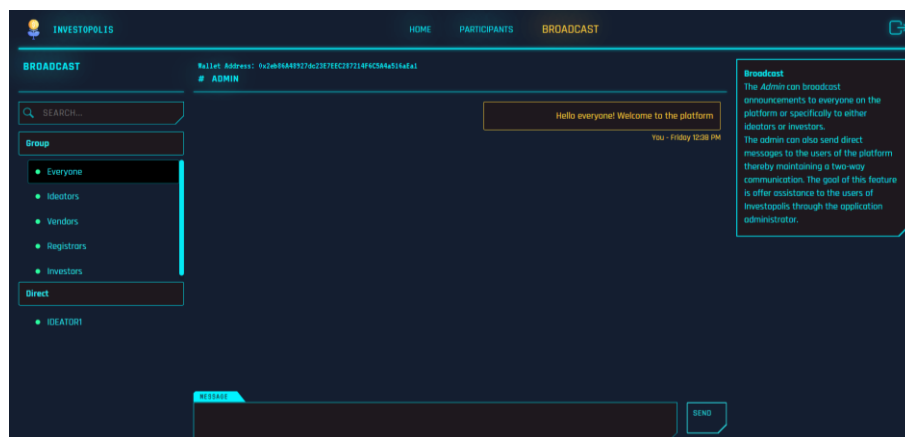 INVESTOPOLIS
HOME
PARTICIPANTS
BROADCAST
BROADCAST
SEARCH...
Group
Everyone
Ideators
Vendors
Registrars
Investors
Direct
IDEATOR1
# ADMIN
Hello everyone! Welcome to the platform
You - Friday 12:38 PM
MESSAGE
SEND
Broadcast
The Admin can broadcast
announcements to everyone on the
platform or specifically to either
ideators or investors.
The admin can also send direct
messages to the users of the platform
thereby maintaining a two-way
communication. The goal of this feature
is offer assistance to the users of
Investopolis through the application
administrator.